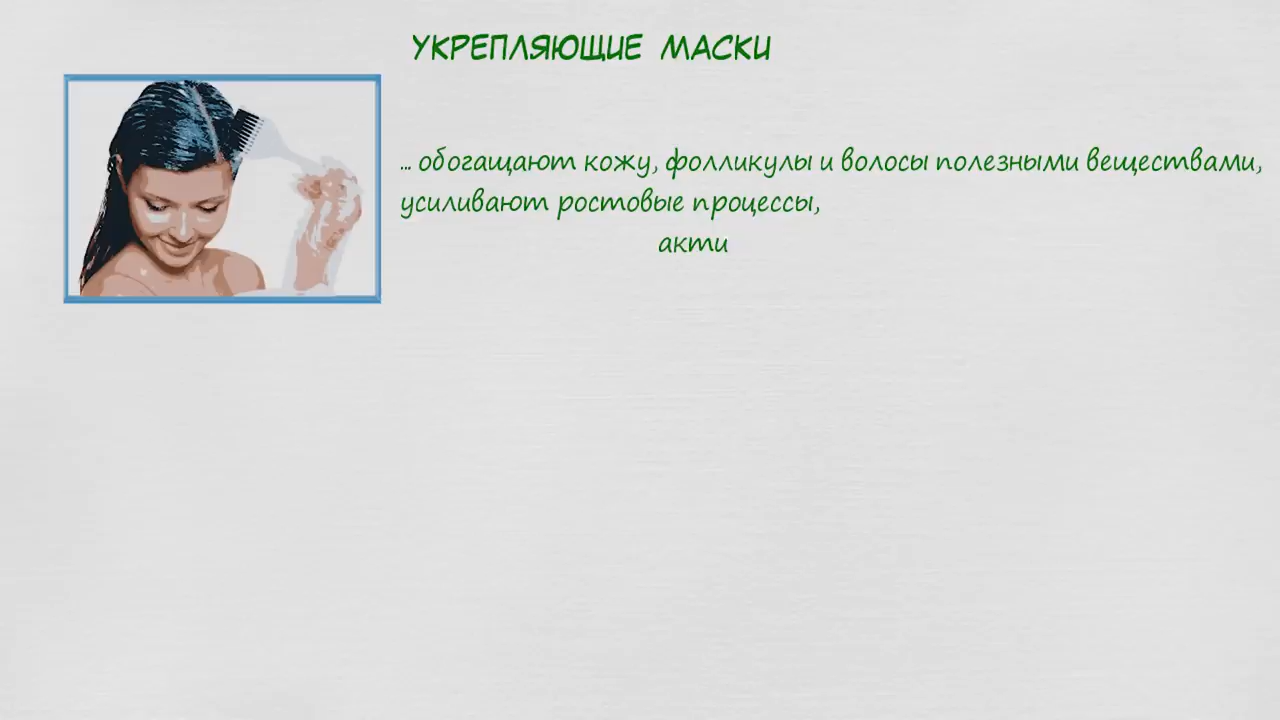 УКРЕПЛЯЮЩИЕ МАСКИ
... обогащают кожу, фолликулы и волосы полезными веществами,
усиливают ростовые процессы,
акти